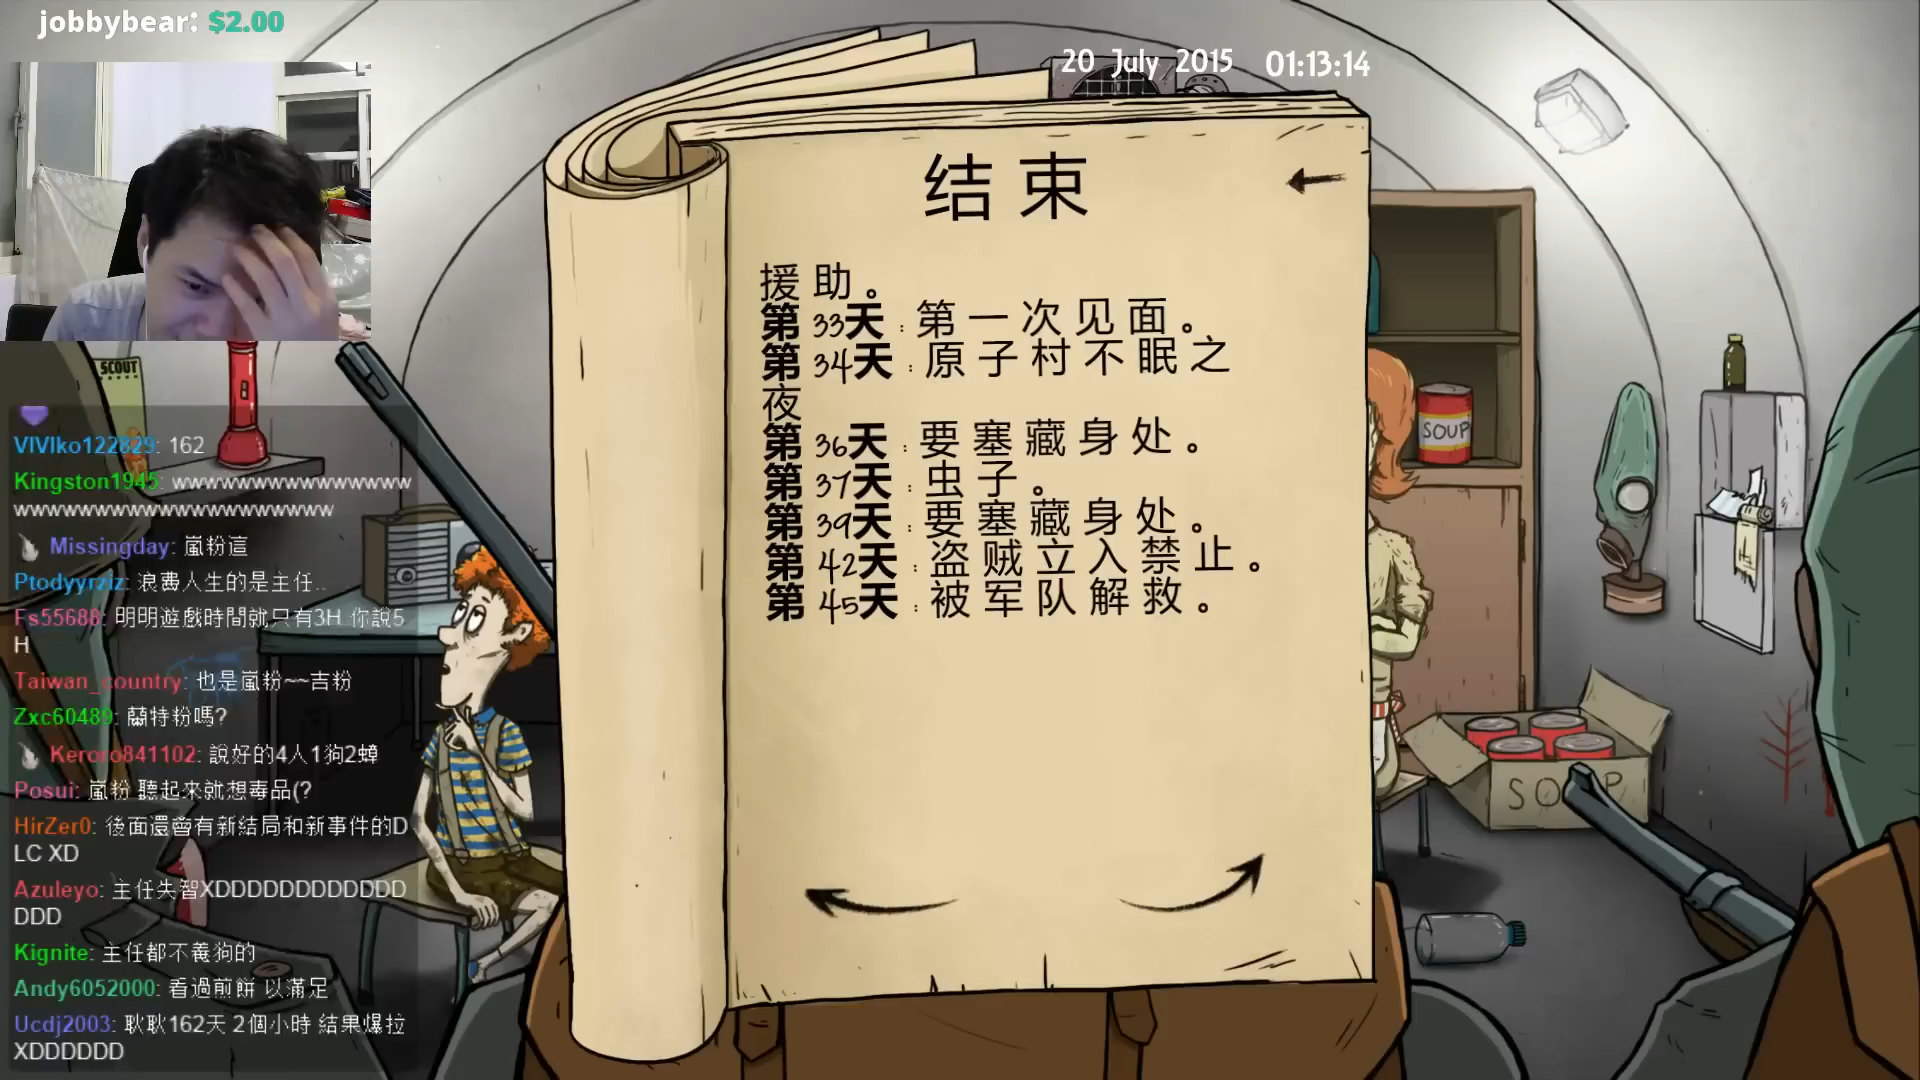 jobbybear: $2.00
20 July 2015 01:13:14
结束
援助。
第33天：第一次见面。
第34天：原子村不眠之
夜
第36天：要塞藏身处。
第37天：虫子。
第39天：要塞藏身处。
第42天：盗贼立入禁止。
第45天：被军队解救。
SCOUT
SOUP
SOUP
VIVIko122829: 162
Kingston1945: wwwwwwwwwwwwwwww
wwwwwwwwwwwwwwwwwwww
Missingday: 嵐粉這
Ptodyyrziz: 浪費人生的是主任..
Fs55688: 明明遊戲時間就只有3H 你說5
H
Taiwan_country: 也是嵐粉~~吉粉
Zxc60489: 蘭特粉嗎?
Keroro841102: 說好的4人1狗2蟑
Posui: 嵐粉 聽起來就想毒品(?
HirZer0: 後面還會有新結局和新事件的D
LC XD
Azuleyo: 主任失智XDDDDDDDDDDDD
DDD
Kignite: 主任都不養狗的
Andy6052000: 看過煎餅 以滿足
Ucdj2003: 耿耿162天 2個小時 結果爆拉
XDDDDDD